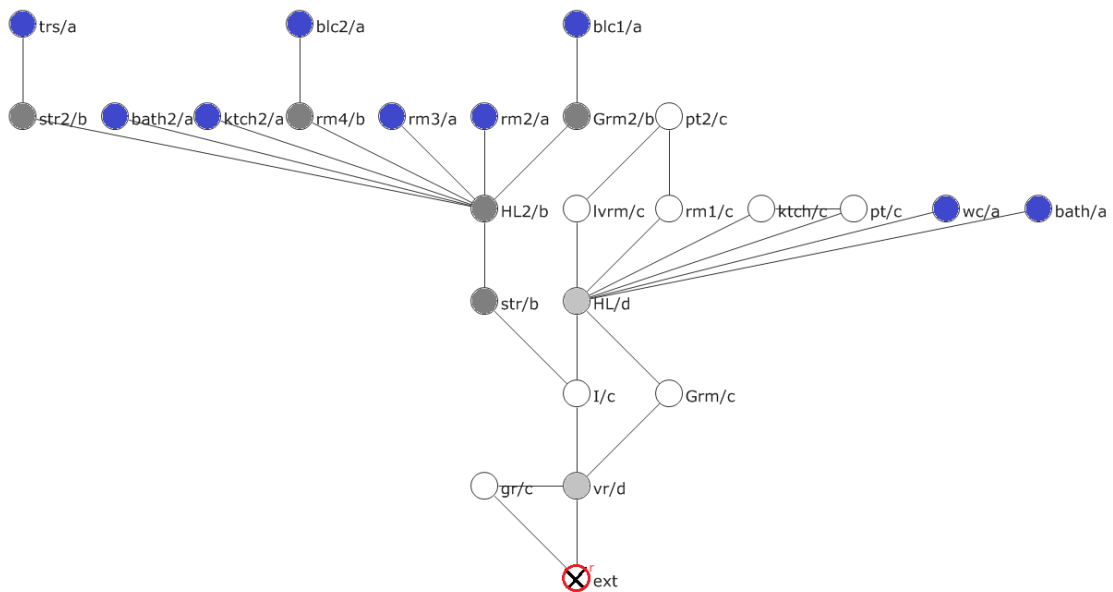 trs/a blc2/a blc1/a
str2/b bath2/a ktch2/a rm4/b rm3/a rm2/a Grm2/b pt2/c
HL2/b lvrm/c rm1/c ktch/c pt/c wc/a bath/a
str/b HL/d
I/c Grm/c
gr/c vr/d
ext